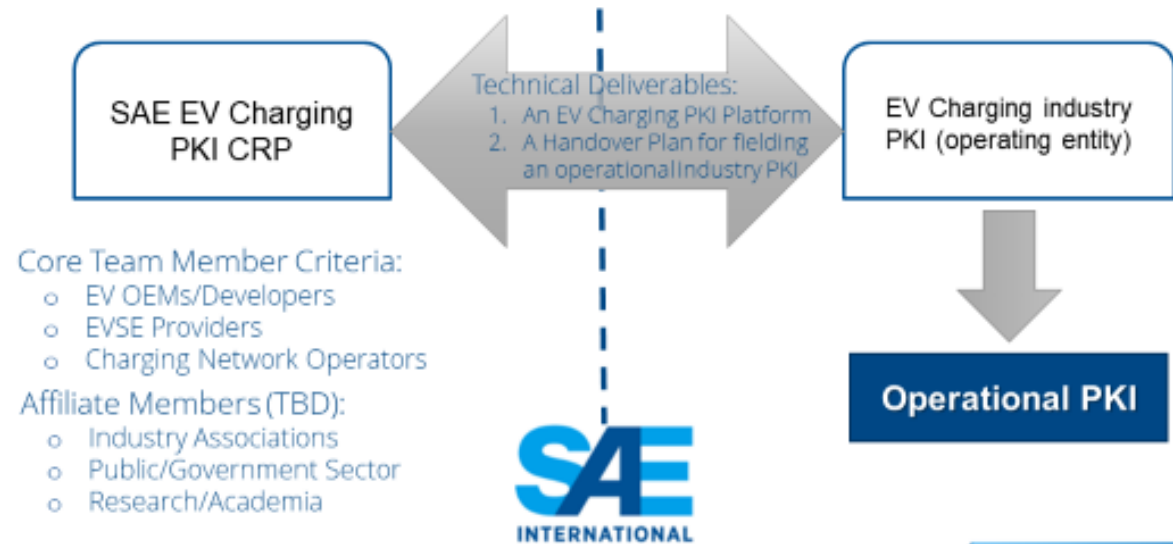 SAE EV Charging
PKI CRP
Technical Deliverables:
1. An EV Charging PKI Platform
2. A Handover Plan for fielding
an operational industry PKI
EV Charging industry
PKI (operating entity)
Core Team Member Criteria:
o EV OEMs/Developers
o EVSE Providers
o Charging Network Operators
Affiliate Members (TBD):
o Industry Associations
o Public/Government Sector
o Research/Academia
Operational PKI
SAE
INTERNATIONAL